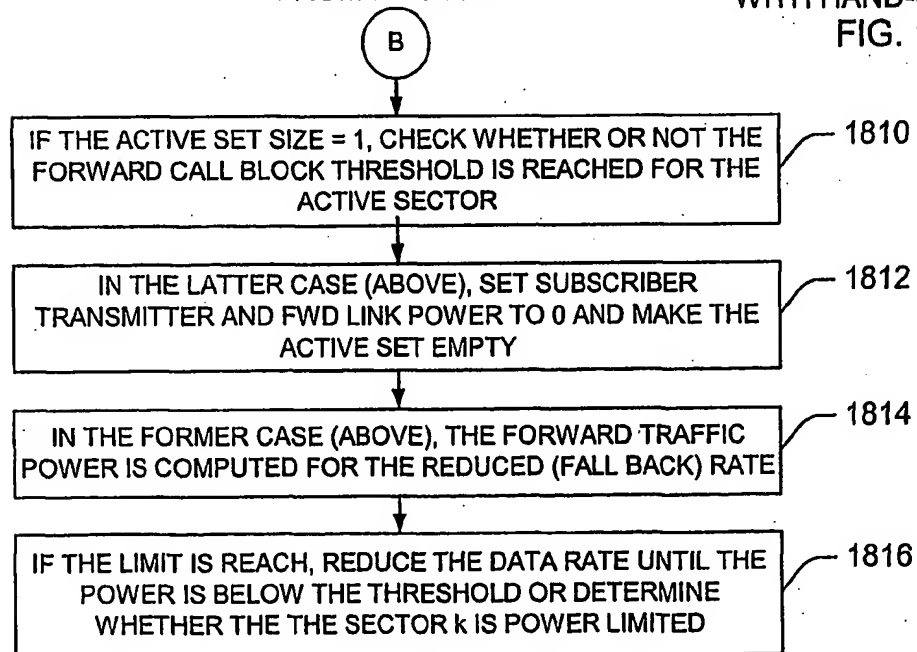 FIG.
B
IF THE ACTIVE SET SIZE = 1, CHECK WHETHER OR NOT THE
FORWARD CALL BLOCK THRESHOLD IS REACHED FOR THE
ACTIVE SECTOR
1810
IN THE LATTER CASE (ABOVE), SET SUBSCRIBER
TRANSMITTER AND FWD LINK POWER TO 0 AND MAKE THE
ACTIVE SET EMPTY
1812
IN THE FORMER CASE (ABOVE), THE FORWARD TRAFFIC
POWER IS COMPUTED FOR THE REDUCED (FALL BACK) RATE
1814
IF THE LIMIT IS REACH, REDUCE THE DATA RATE UNTIL THE
POWER IS BELOW THE THRESHOLD OR DETERMINE
WHETHER THE THE SECTOR k IS POWER LIMITED
1816